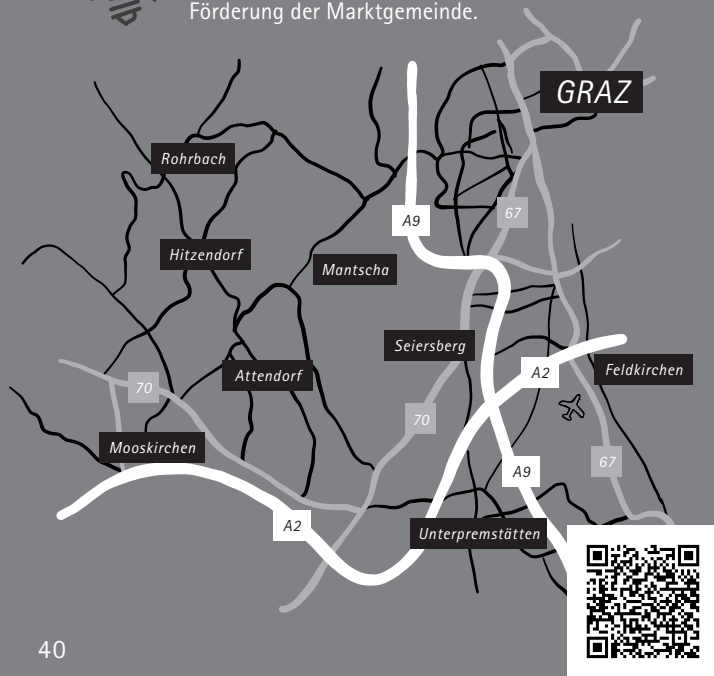 Förderung der Marktgemeinde.
GRAZ
Rohrbach
A9
67
Hitzendorf
Mantscha
Seiersberg
Attendorf
A2
Feldkirchen
70
70
Mooskirchen
67
A9
A2
Unterpremstätten
40